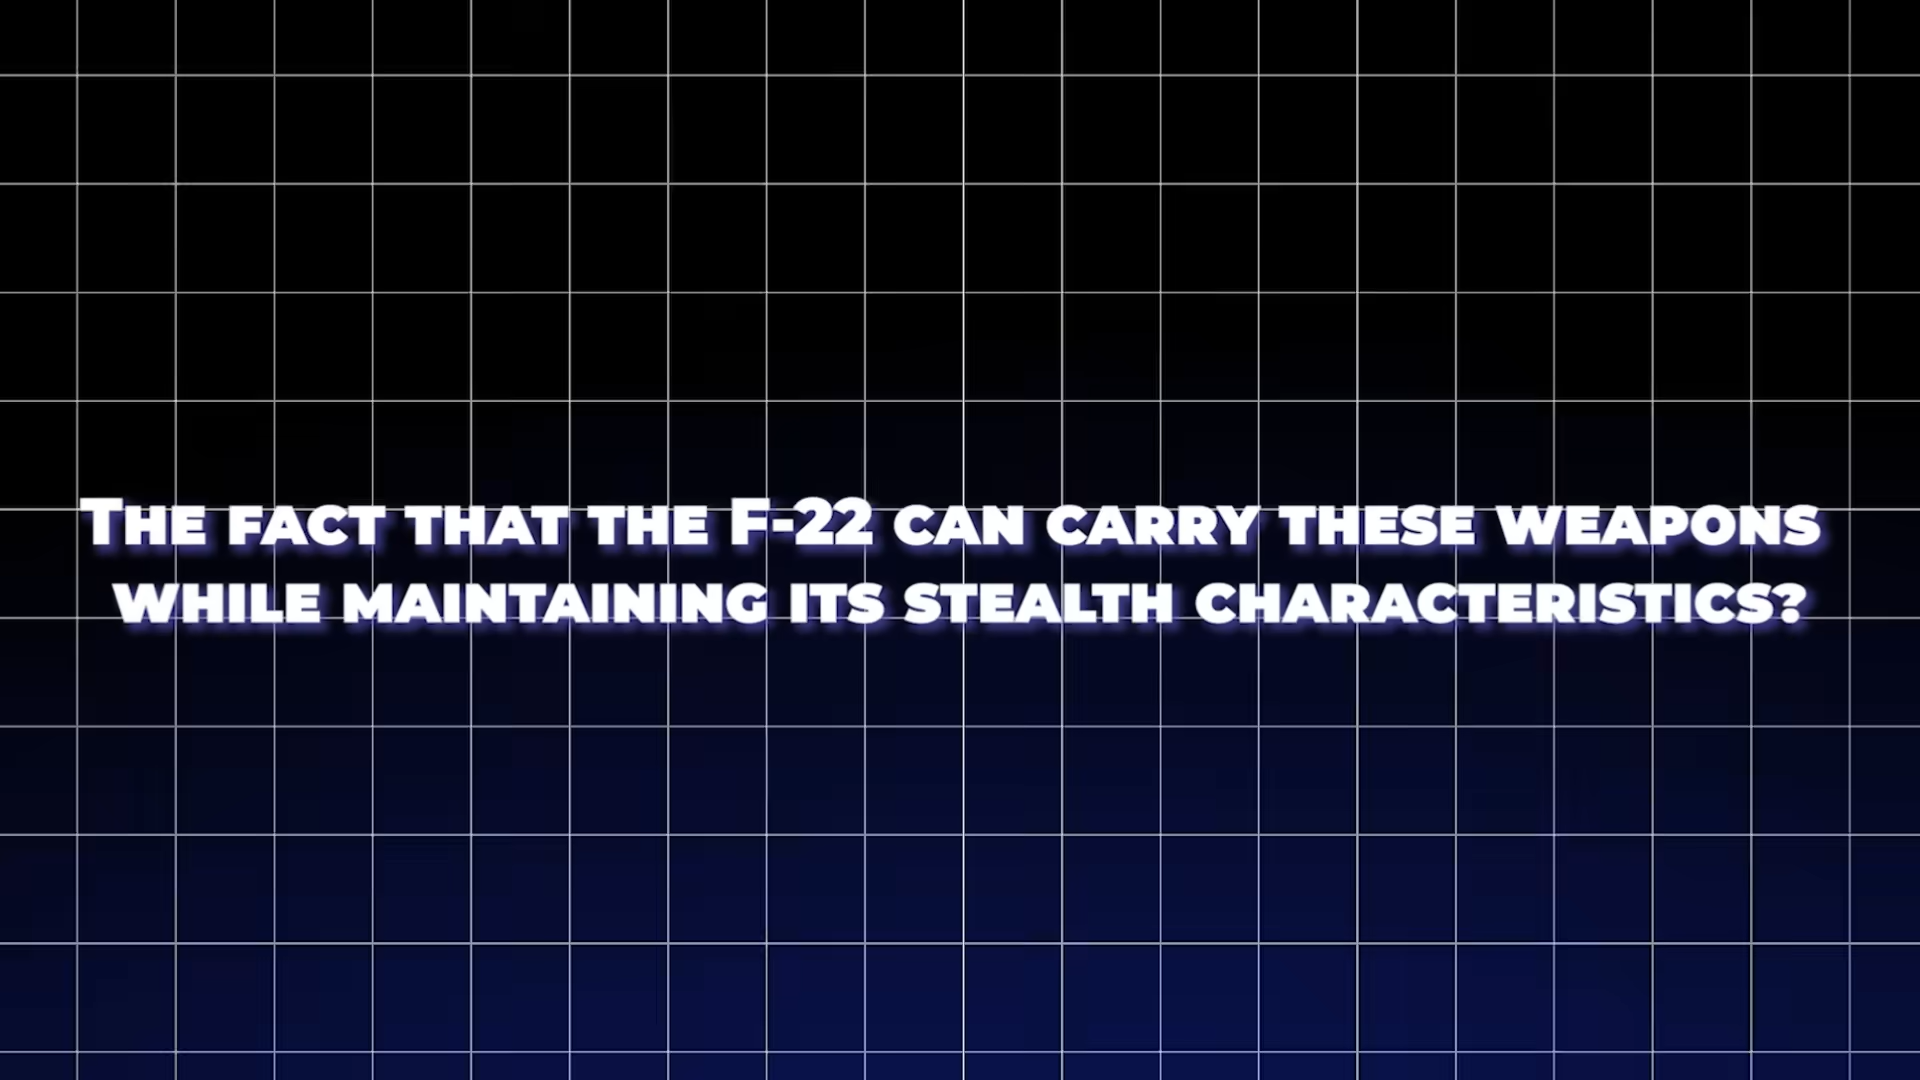 The fact that the F-22 can carry these weapons
while maintaining its stealth characteristics?